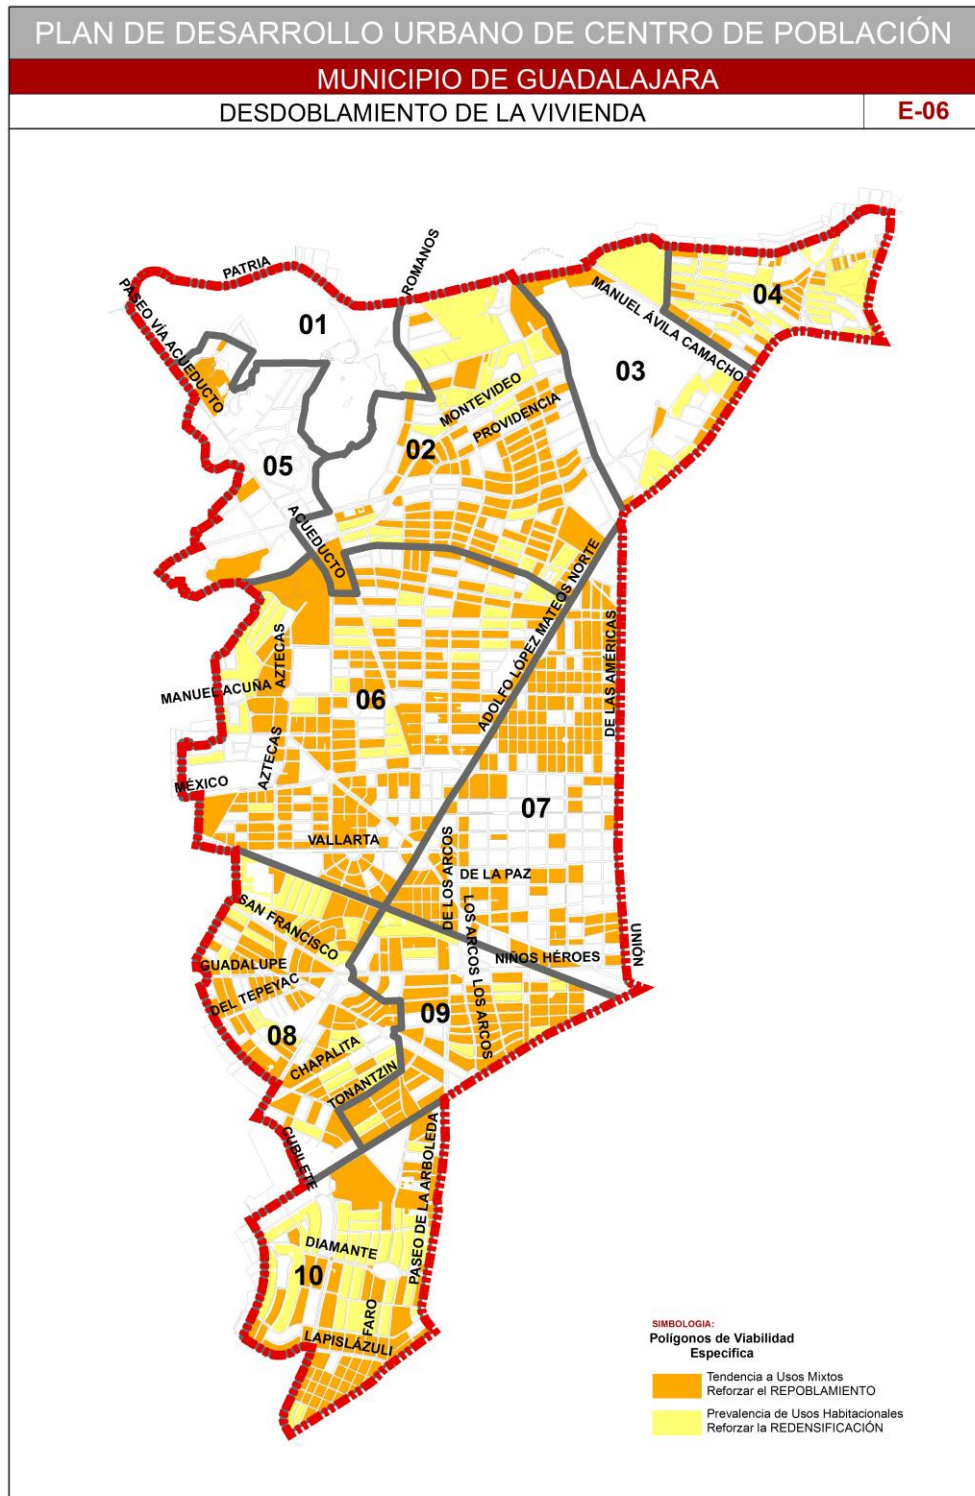 PLAN DE DESARROLLO URBANO DE CENTRO DE POBLACIÓN
MUNICIPIO DE GUADALAJARA
DESDOBLAMIENTO DE LA VIVIENDA
E-06
PATRIA
ROMANOS
PASEO VÍA ACUEDUCTO
01
MANUEL ÁVILA CAMACHO
04
03
MONTEVIDEO
PROVIDENCIA
02
05
ACUEDUCTO
ADOLFO LÓPEZ MATEOS NORTE
DE LAS AMÉRICAS
AZTECAS
MANUEL ACUÑA
06
AZTECAS
MÉXICO
07
VALLARTA
DE LOS ARCOS
DE LA PAZ
SAN FRANCISCO
LOS ARCOS LOS ARCOS
UNIÓN
NIÑOS HÉROES
GUADALUPE
DEL TEPEYAC
09
08
CHAPALITA
TONANTZIN
CUBILETE
PASEO DE LA ARBOLEDA
DIAMANTE
10
FARO
LAPISLÁZULI
SIMBOLOGIA:
Polígonos de Viabilidad
Especifica
Tendencia a Usos Mixtos
Reforzar el REPOBLAMIENTO
Prevalencia de Usos Habitacionales
Reforzar la REDENSIFICACIÓN